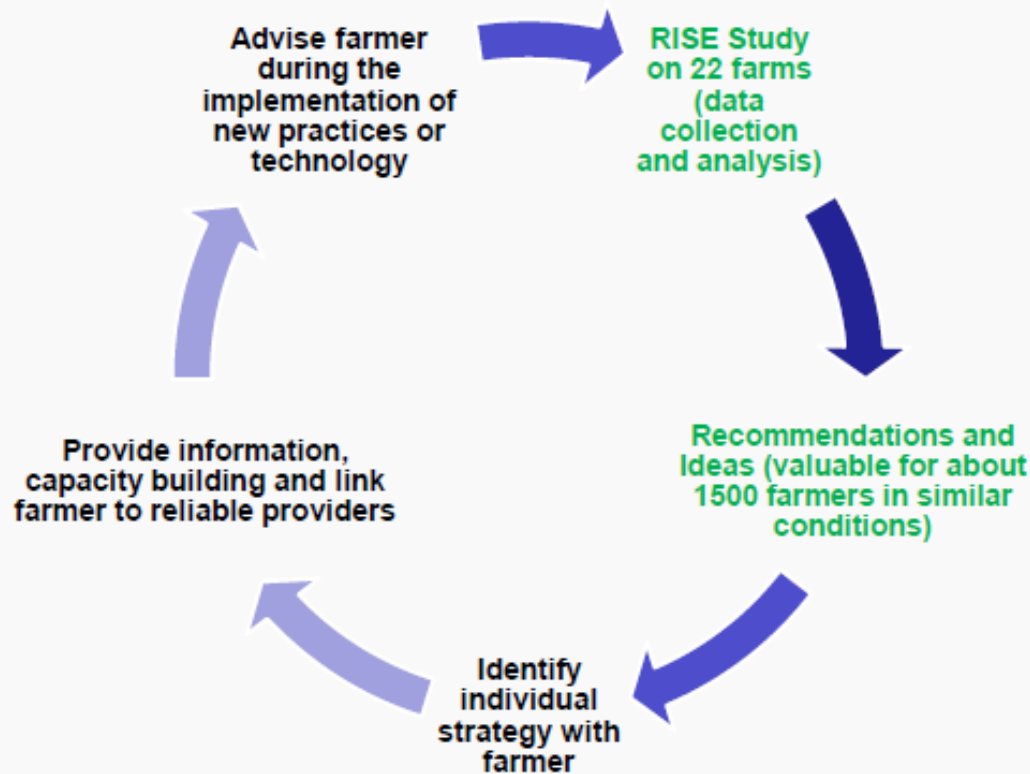 Advise farmer
during the
implementation of
new practices or
technology
RISE Study
on 22 farms
(data
collection
and analysis)
Recommendations and
Ideas (valuable for about
1500 farmers in similar
conditions)
Identify
individual
strategy with
farmer
Provide information,
capacity building and link
farmer to reliable providers